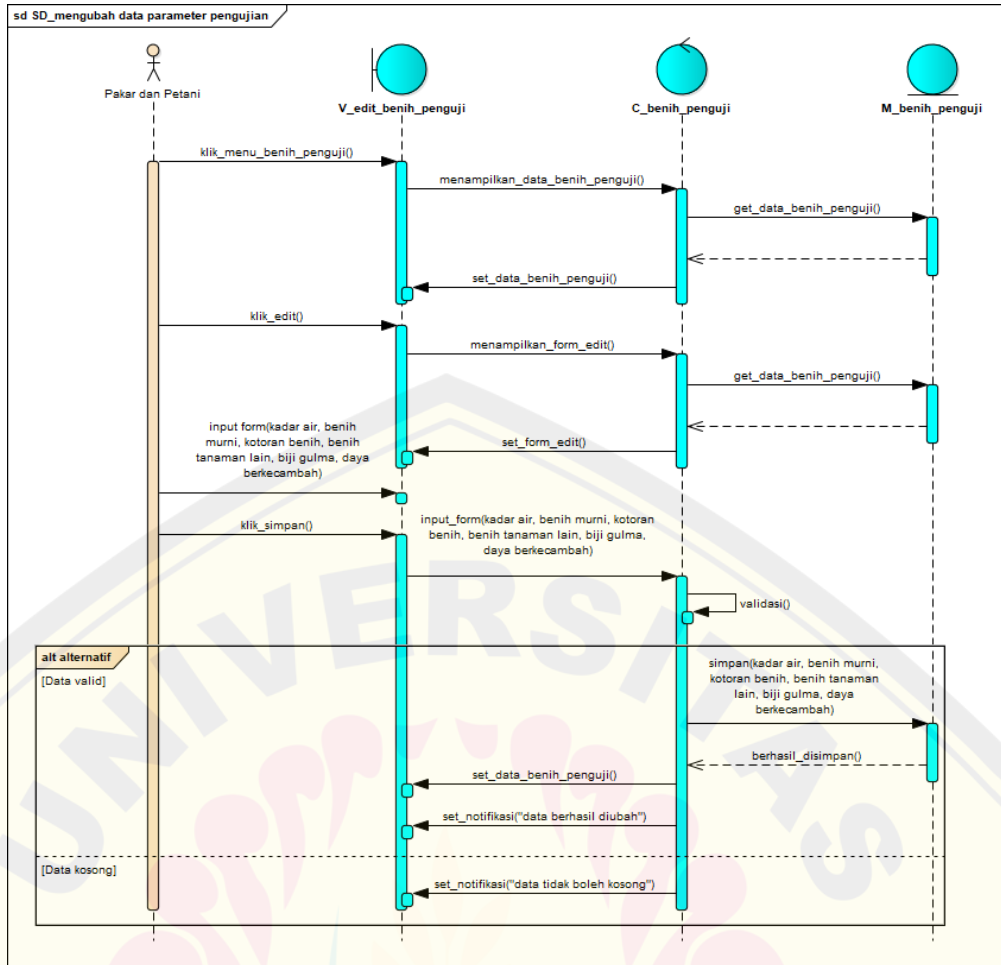 sd SD_mengubah data parameter pengujian
Pakar dan Petani
V_edit_benih_penguji
C_benih_penguji
M_benih_penguji
klik_menu_benih_penguji()
menampilkan_data_benih_penguji()
get_data_benih_penguji()
set_data_benih_penguji()
klik_edit()
menampilkan_form_edit()
get_data_benih_penguji()
set_form_edit()
input form(kadar air, benih
murni, kotoran benih, benih
tanaman lain, biji gulma, daya
berkecambah)
klik_simpan()
input_form(kadar air, benih murni, kotoran
benih, benih tanaman lain, biji gulma,
daya berkecambah)
validasi()
alt alternatif
[Data valid]
simpan(kadar air, benih murni,
kotoran benih, benih tanaman
lain, biji gulma, daya
berkecambah)
berhasil_disimpan()
set_data_benih_penguji()
set_notifikasi("data berhasil diubah")
[Data kosong]
set_notifikasi("data tidak boleh kosong")
UNIVERSITAS